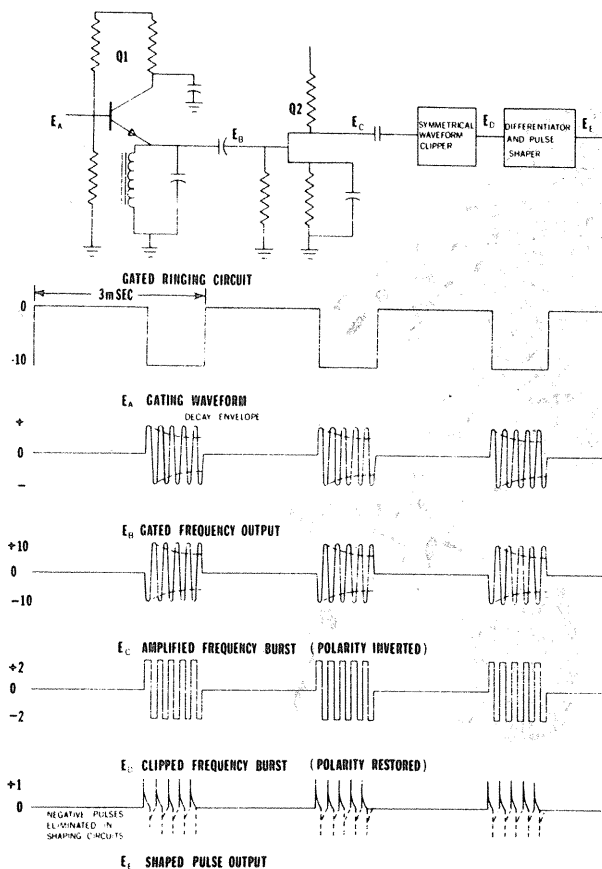 Q1
Q2
E_A
E_B
E_C
SYMMETRICAL
WAVEFORM
CLIPPER
E_D
DIFFERENTIATOR
AND PULSE
SHAPER
E_E
GATED RINGING CIRCUIT
3 mSEC
0
-10
E_A GATING WAVEFORM
DECAY ENVELOPE
+
0
−
E_B GATED FREQUENCY OUTPUT
+10
0
−10
E_C AMPLIFIED FREQUENCY BURST (POLARITY INVERTED)
+2
0
−2
E_D CLIPPED FREQUENCY BURST (POLARITY RESTORED)
+1
0
NEGATIVE PULSES
ELIMINATED IN
SHAPING CIRCUITS
E_E SHAPED PULSE OUTPUT